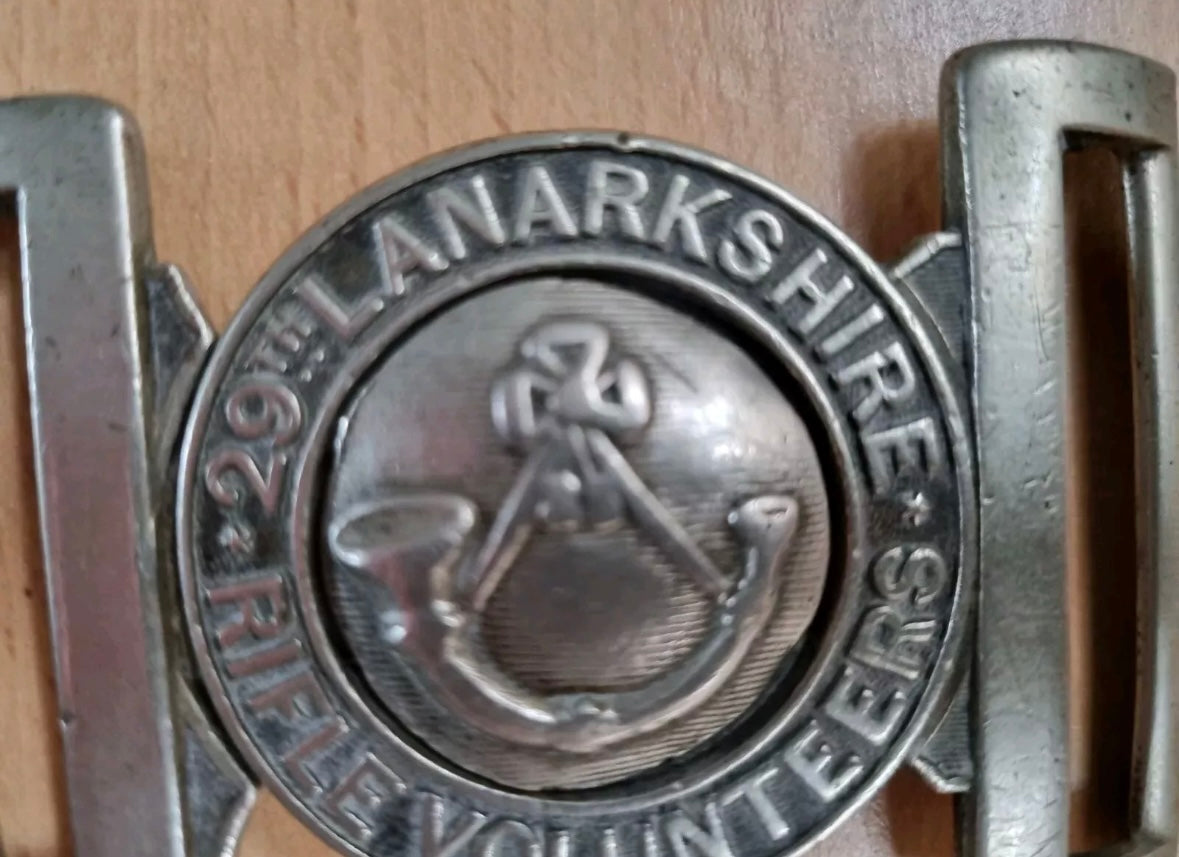 29TH LANARKSHIRE
RIFLE VOLUNTEERS